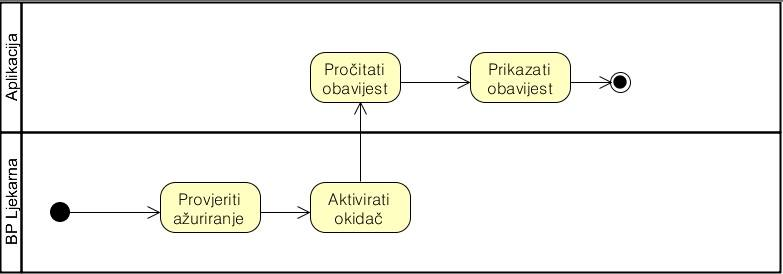 Aplikacija
Pročitati
obavijest
Prikazati
obavijest
BP Ljekarna
Provjeriti
ažuriranje
Aktivirati
okidač